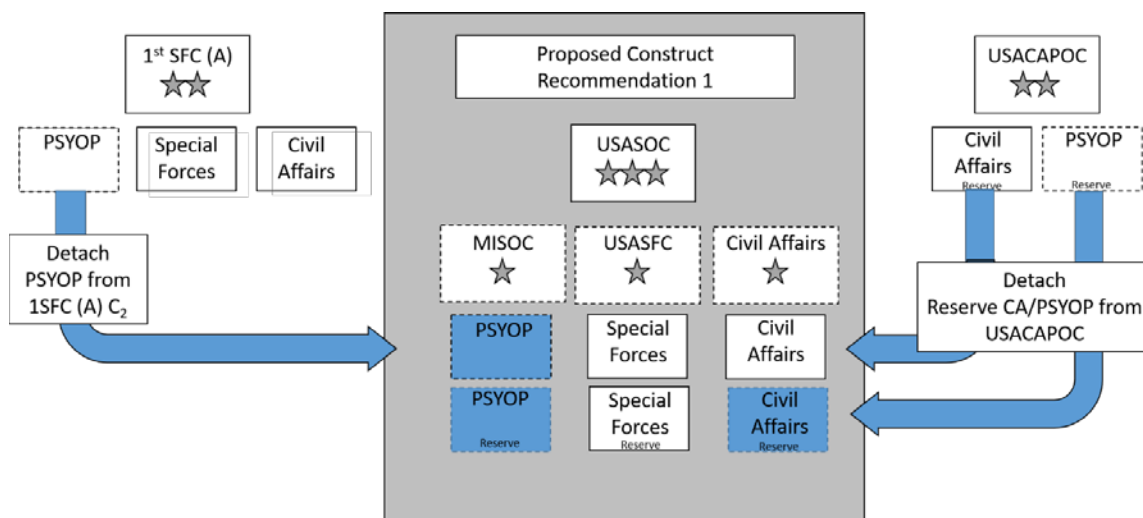 1st SFC (A)
PSYOP
Special
Forces
Civil
Affairs
Detach
PSYOP from
1SFC (A) C2
Proposed Construct
Recommendation 1
USASOC
MISOC
USASFC
Civil Affairs
PSYOP
Special
Forces
Civil
Affairs
PSYOP
Reserve
Special
Forces
Reserve
Civil
Affairs
Reserve
USACAPOC
Civil
Affairs
Reserve
PSYOP
Reserve
Detach
Reserve CA/PSYOP from
USACAPOC